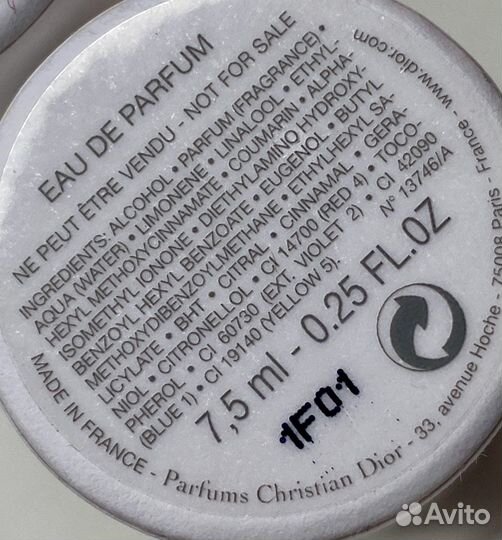 EAU DE PARFUM
NE PEUT ÊTRE VENDU - NOT FOR SALE
INGREDIENTS: ALCOHOL • PARFUM (FRAGRANCE) •
AQUA (WATER) • LIMONENE • LINALOOL • ETHYL-
HEXYL METHOXYCINNAMATE • COUMARIN • ALPHA-
ISOMETHYL IONONE • DIETHYLAMINO HYDROXY-
BENZOYL HEXYL BENZOATE • EUGENOL • BUTYL
METHOXYDIBENZOYLMETHANE • ETHYLHEXYL SA-
LICYLATE • BHT • CITRAL • CINNAMAL • GERA-
NIOL • CITRONELLOL • CI 14700 (RED 4) • TOCO-
PHEROL • CI 60730 (EXT. VIOLET 2) • CI 42090
(BLUE 1) • CI 19140 (YELLOW 5). N° 13746/A
7,5 ml - 0.25 FL.OZ
1F01
MADE IN FRANCE - Parfums Christian Dior - 33, avenue Hoche - 75008 Paris - France - www.dior.com
Avito